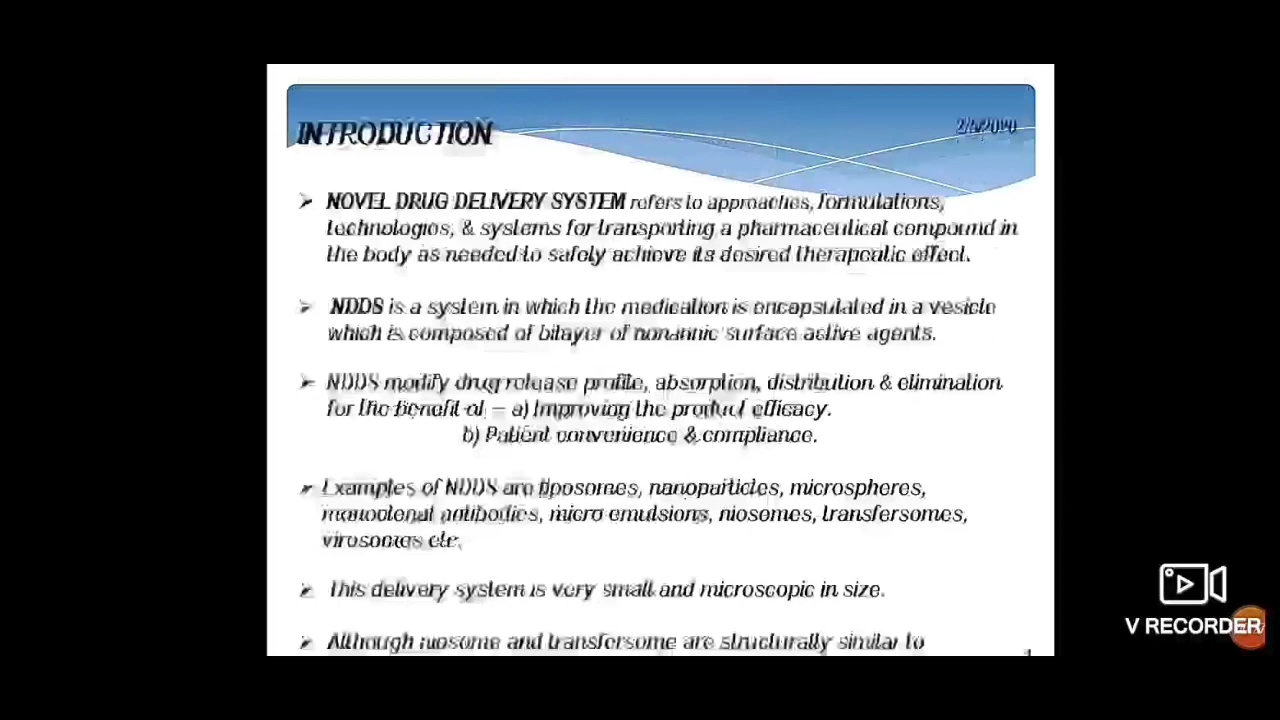 INTRODUCTION
➢ NOVEL DRUG DELIVERY SYSTEM refers to approaches, formulations,
technologies, & systems for transporting a pharmaceutical compound in
the body as needed to safely achieve its desired therapeutic effect.
➢ NDDS is a system in which the medication is encapsulated in a vesicle
which is composed of bilayer of nonionic surface active agents.
➢ NDDS modify drug release profile, absorption, distribution & elimination
for the benefit of – a) Improving the product efficacy.
b) Patient convenience & compliance.
➢ Examples of NDDS are liposomes, nanoparticles, microspheres,
monoclonal antibodies, micro emulsions, niosomes, transfersomes,
virosomes etc.
➢ This delivery system is very small and microscopic in size.
V RECORDER
➢ Although niosome and transfersome are structurally similar to